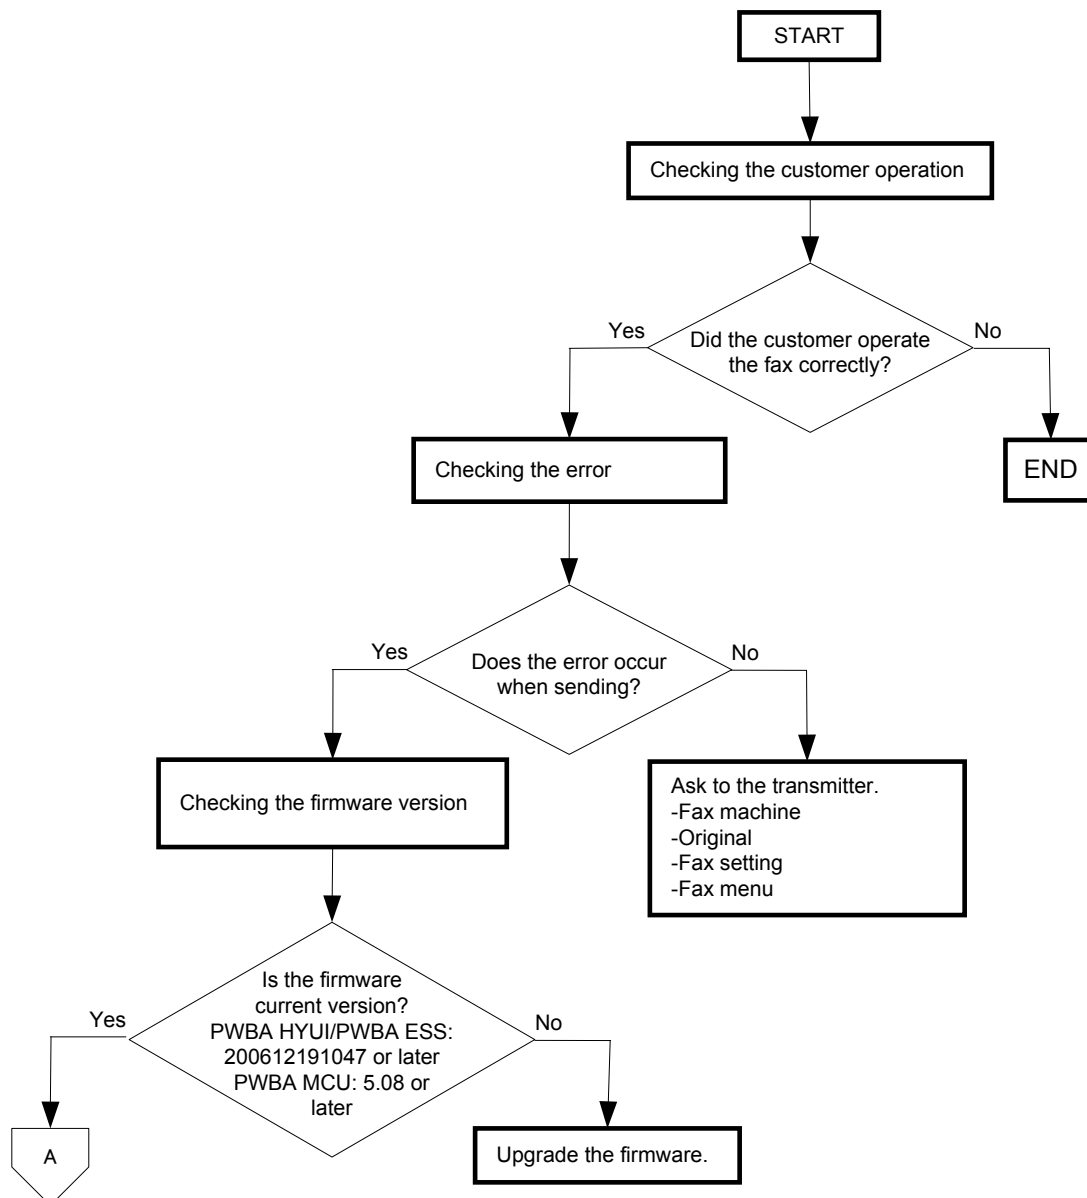 START
Checking the customer operation
Yes
No
Did the customer operate
the fax correctly?
Checking the error
END
Yes
No
Does the error occur
when sending?
Checking the firmware version
Ask to the transmitter.
-Fax machine
-Original
-Fax setting
-Fax menu
Is the firmware
current version?
PWBA HYUI/PWBA ESS:
200612191047 or later
PWBA MCU: 5.08 or
later
Yes
No
A
Upgrade the firmware.